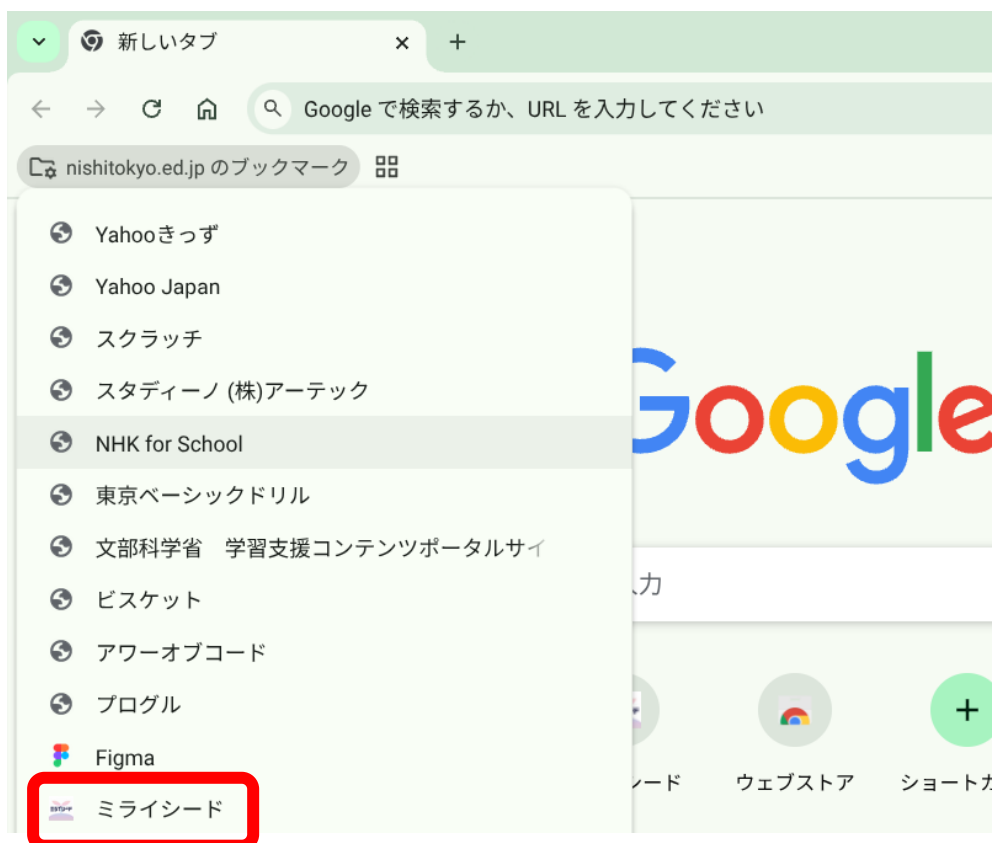 新しいタブ
Google で検索するか、URL を入力してください
nishitokyo.ed.jp のブックマーク
Yahooきっず
Yahoo Japan
スクラッチ
スタディーノ (株)アーテック
NHK for School
東京ベーシックドリル
文部科学省　学習支援コンテンツポータルサイ
ビスケット
アワーオブコード
プログル
Figma
ミライシード
Google
力
シード
ウェブストア
ショートカ